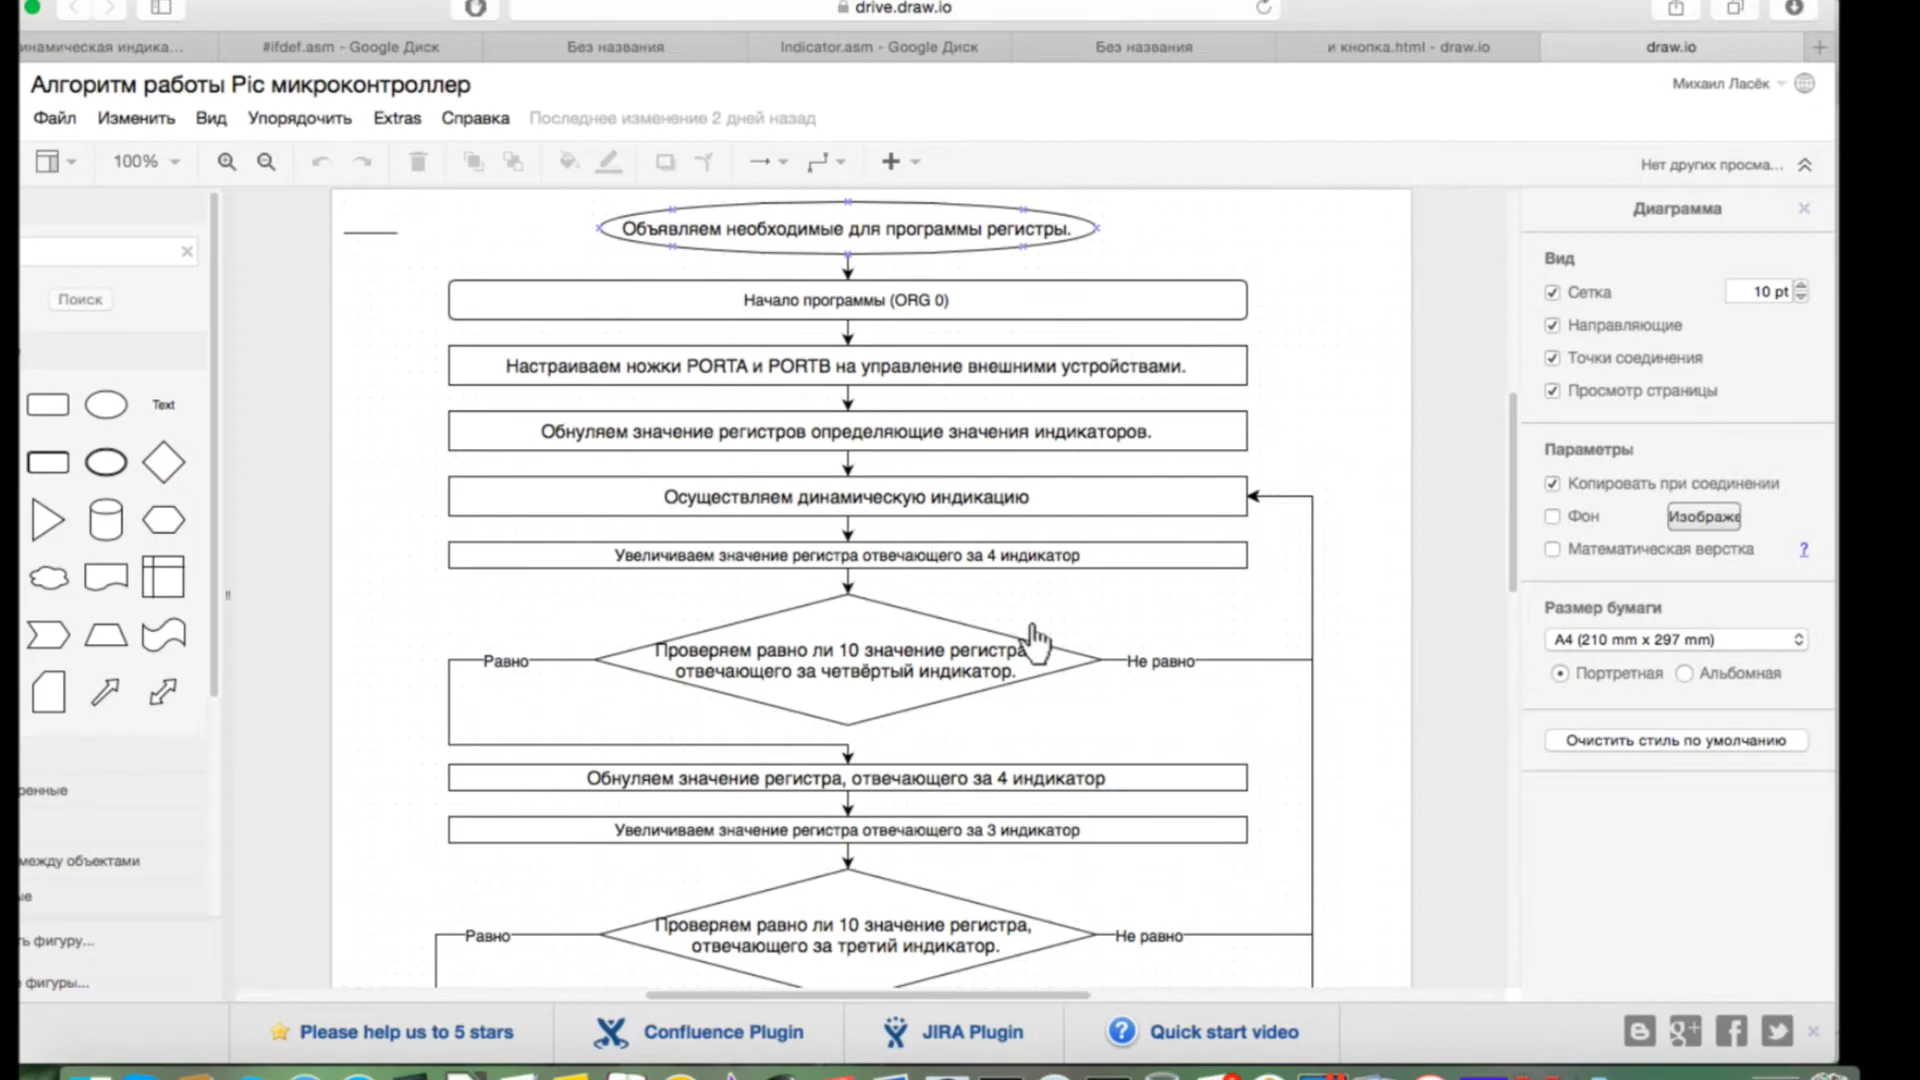 drive.draw.io
инамическая индика...
#ifdef.asm - Google Диск
Без названия
Indicator.asm - Google Диск
Без названия
и кнопка.html - draw.io
draw.io
Алгоритм работы Pic микроконтроллер
Михаил Ласёк
Файл Изменить Вид Упорядочить Extras Справка Последнее изменение 2 дней назад
100%
Нет других просма...
Объявляем необходимые для программы регистры.
Начало программы (ORG 0)
Настраиваем ножки PORTA и PORTB на управление внешними устройствами.
Обнуляем значение регистров определяющие значения индикаторов.
Осуществляем динамическую индикацию
Увеличиваем значение регистра отвечающего за 4 индикатор
Проверяем равно ли 10 значение регистра
отвечающего за четвёртый индикатор.
Равно
Не равно
Обнуляем значение регистра, отвечающего за 4 индикатор
Увеличиваем значение регистра отвечающего за 3 индикатор
Проверяем равно ли 10 значение регистра,
отвечающего за третий индикатор.
Равно
Не равно
Поиск
Text
ренные
между объектами
ые
ь фигуру...
фигуры...
Диаграмма
Вид
Сетка
10 pt
Направляющие
Точки соединения
Просмотр страницы
Параметры
Копировать при соединении
Фон
Изображе
Математическая верстка
?
Размер бумаги
A4 (210 mm x 297 mm)
Портретная
Альбомная
Очистить стиль по умолчанию
Please help us to 5 stars
Confluence Plugin
JIRA Plugin
Quick start video